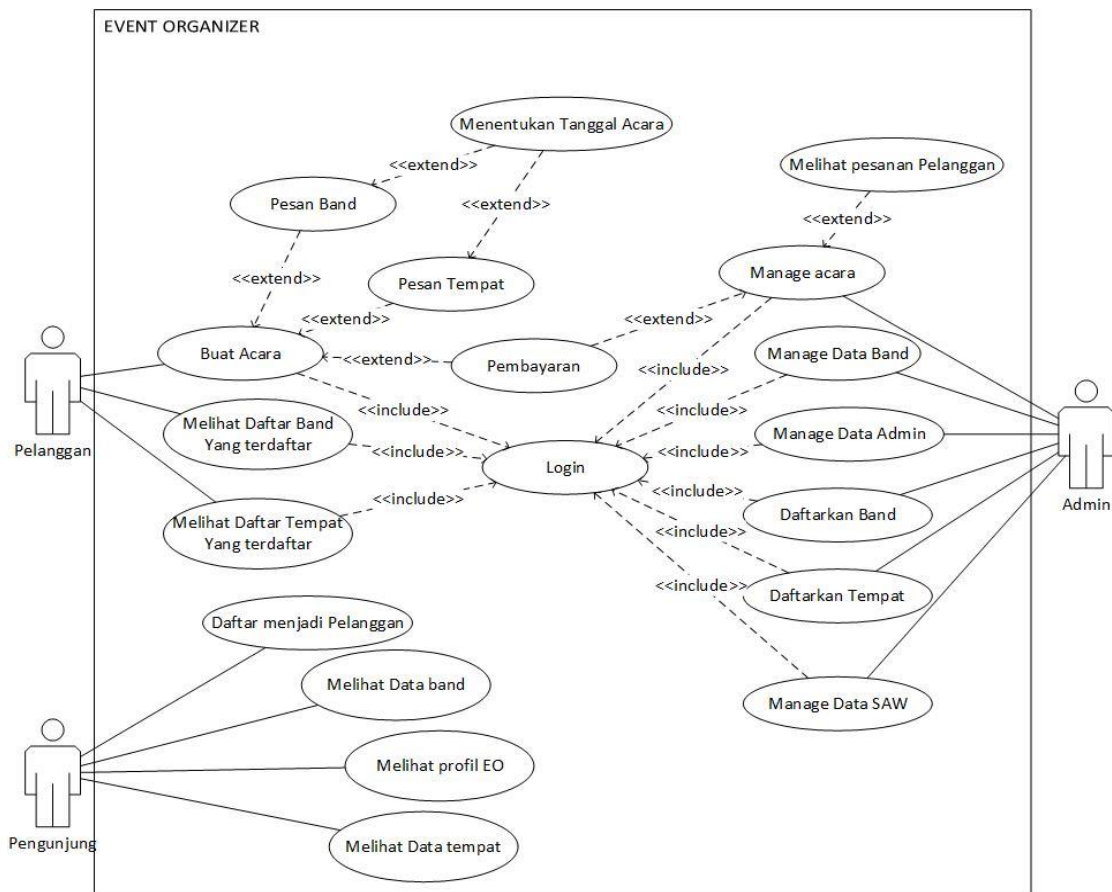 EVENT ORGANIZER
Menentukan Tanggal Acara
<<extend>>
Melihat pesanan Pelanggan
Pesan Band
<<extend>>
<<extend>>
<<extend>>
Pesan Tempat
Manage acara
<<extend>>
<<extend>>
Buat Acara
<<extend>>
Pembayaran
Manage Data Band
<<include>>
<<include>>
<<include>>
Melihat Daftar Band
Yang terdaftar
Manage Data Admin
Pelanggan
<<include>>
<<include>>
Login
<<include>>
<<include>>
Melihat Daftar Tempat
Yang terdaftar
Daftarkan Band
Admin
<<include>>
<<include>>
Daftarkan Tempat
Daftar menjadi Pelanggan
Melihat Data band
Manage Data SAW
Melihat profil EO
Pengunjung
Melihat Data tempat